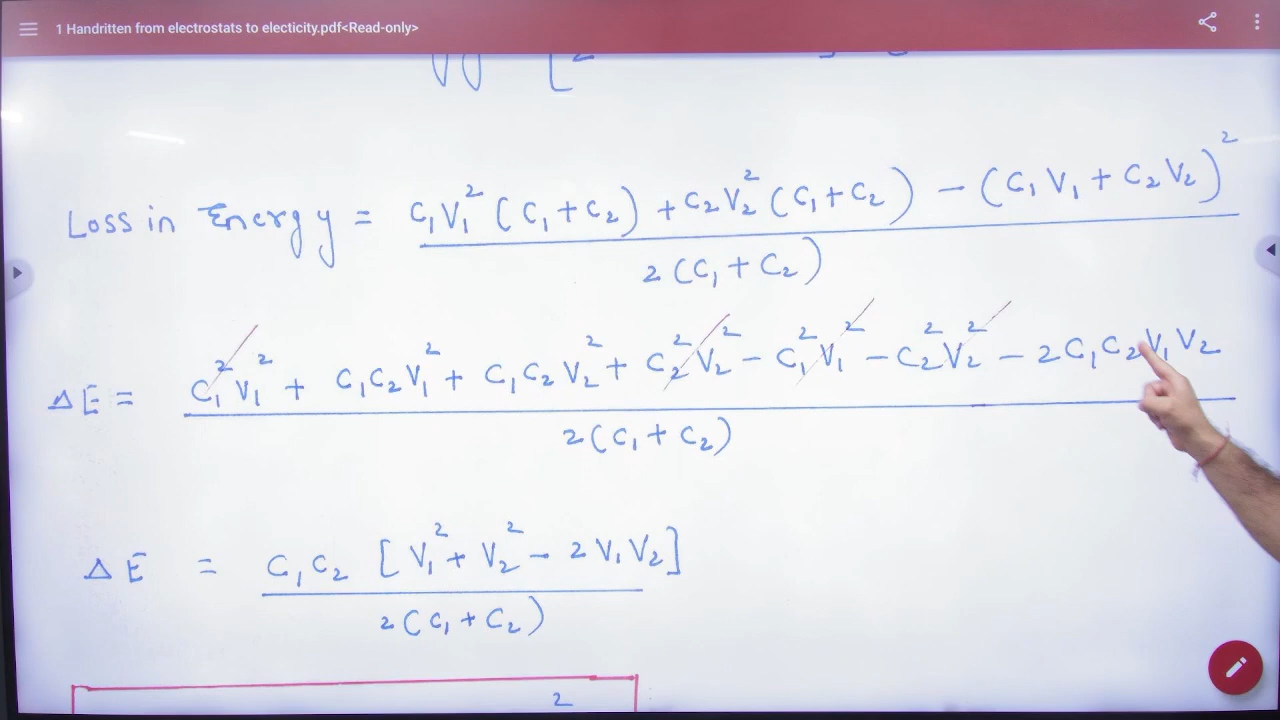 1 Handritten from electrostats to electicity.pdf<Read-only>
Loss in Energy = C₁V₁² (C₁+C₂) + C₂V₂² (C₁+C₂) − (C₁V₁ + C₂V₂)²
2(C₁+C₂)
ΔE = C₁²V₁² + C₁C₂V₁² + C₁C₂V₂² + C₂²V₂² − C₁²V₁² − C₂²V₂² − 2C₁C₂V₁V₂
2(C₁+C₂)
ΔE = C₁C₂ [V₁² + V₂² − 2V₁V₂]
2(C₁+C₂)
2